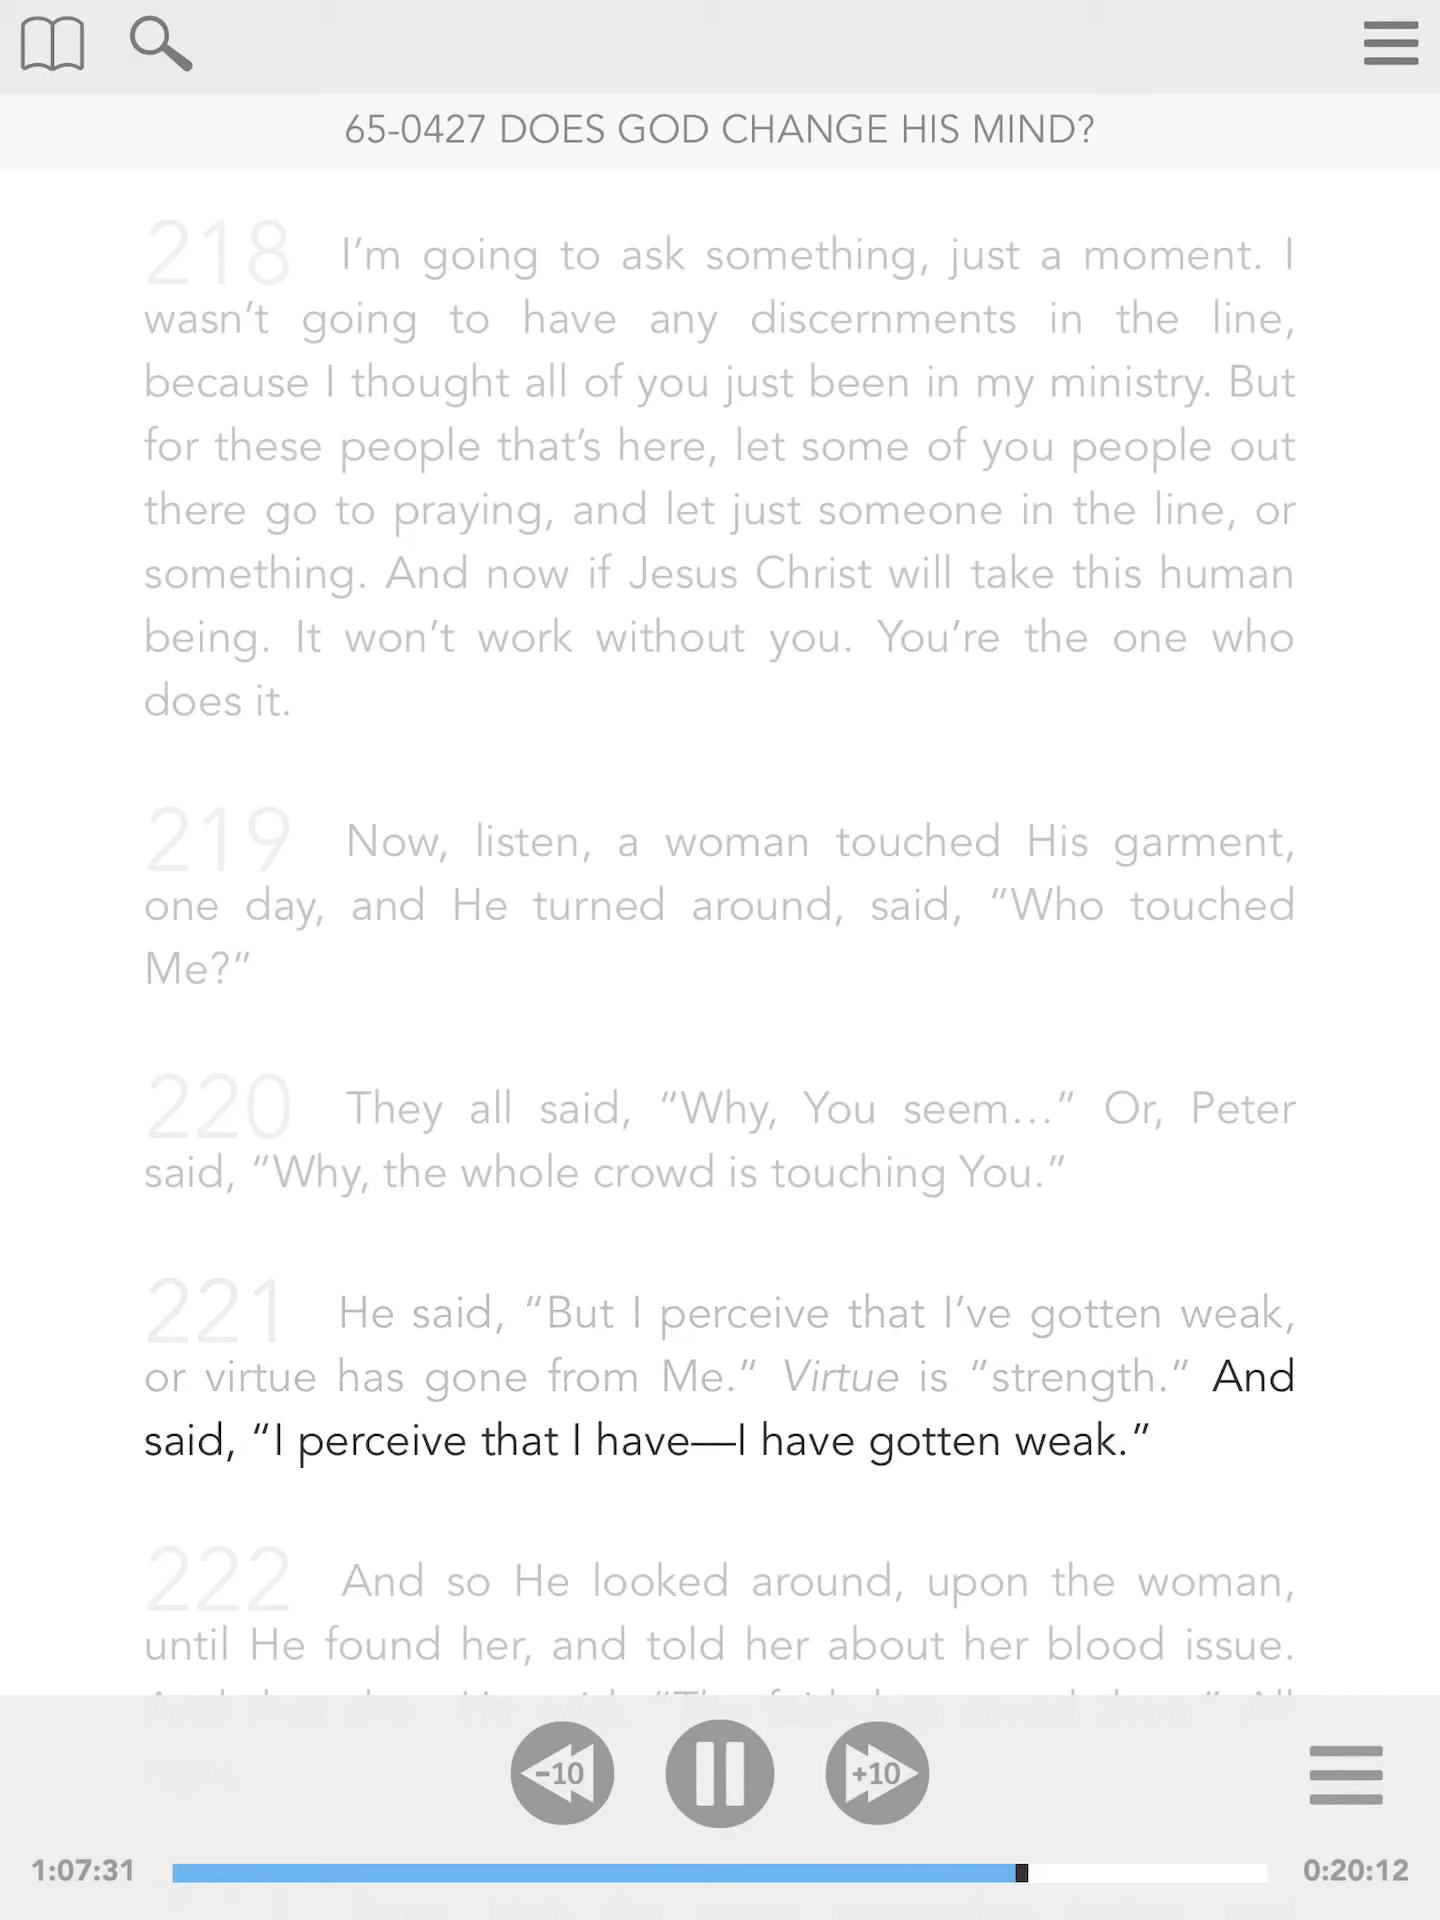 65-0427 DOES GOD CHANGE HIS MIND?
218 I’m going to ask something, just a moment. I
wasn’t going to have any discernments in the line,
because I thought all of you just been in my ministry. But
for these people that’s here, let some of you people out
there go to praying, and let just someone in the line, or
something. And now if Jesus Christ will take this human
being. It won’t work without you. You’re the one who
does it.
219 Now, listen, a woman touched His garment,
one day, and He turned around, said, “Who touched
Me?”
220 They all said, “Why, You seem…” Or, Peter
said, “Why, the whole crowd is touching You.”
221 He said, “But I perceive that I’ve gotten weak,
or virtue has gone from Me.” Virtue is “strength.” And
said, “I perceive that I have—I have gotten weak.”
222 And so He looked around, upon the woman,
until He found her, and told her about her blood issue.
-10 +10
1:07:31 0:20:12